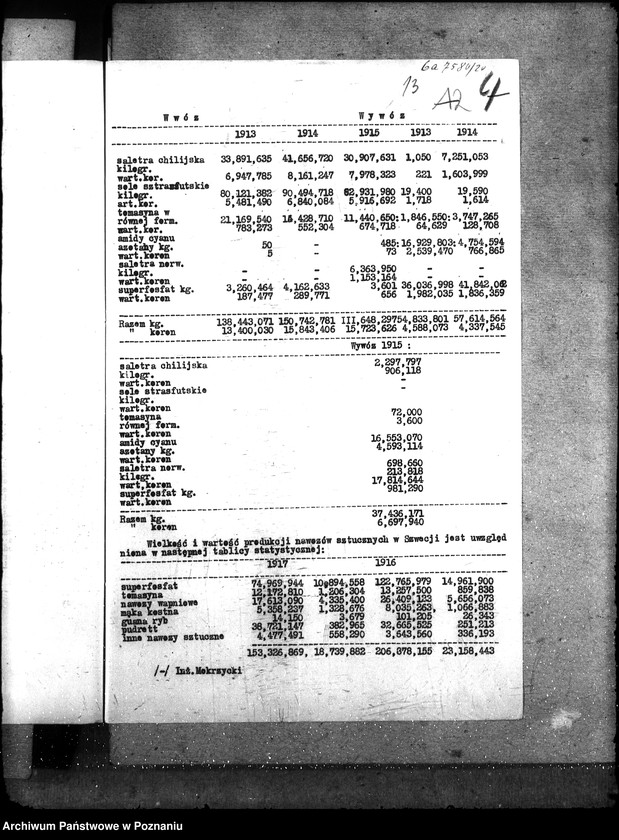 6a 7580/20
13
A2 4
Wwóz Wywóz
1913 1914 1915 1913 1914
saletra chilijska 33,891,635 41,656,720 30,907,631 1,050 7,251,053
kilegr.
wart.ker. 6,947,785 8,161,247 7,978,323 221 1,603,999
sele sztrasfutskie
kilegr. 80,121,382 90,494,718 62,931,980 19,400 19,590
art.ker. 5,481,490 6,840,084 5,916,692 1,718 1,614
temasyna w
równej ferm. 21,169,540 14,428,710 11,440,650: 1,846,550: 3,747,265
wart.ker. 783,273 552,304 674,718 64,629 128,708
amidy cyanu
azetany kg. 50 - 485: 16,929,803: 4,754,594
wart.keren 5 - 73 2,539,470 766,865
saletra nerw.
kilegr. - - 6,363,950 - -
wart.keren - - 1,153,164 - -
superfesfat kg. 3,260,464 4,162,633 3,601 36,036,998 41,842,062
wart.keren 187,477 289,771 656 1,982,035 1,836,359
Razem kg. 138,443,071 150,742,781 III,648,29754,833,801 57,614,564
" keren 13,400,030 15,843,406 15,723,626 4,588,073 4,337,545
Wywóz 1915 :
saletra chilijska 2,297,797
kilegr. 906,118
wart.keren -
sele strasfutskie -
kilegr.
wart.keren
temasyna 72,000
równej ferm. 3,600
wart.keren
amidy cyanu 16,553,070
azetany kg. 4,593,114
wart.keren
saletra nerw. 698,660
kilegr. 213,818
wart.keren 17,814,644
superfesfat kg. 981,290
wart.keren
Razem kg. 37,436,171
" keren 6,697,940
Wielkość i wartość predukcji nawezów sztucznych w Szwecji jest uwzględ
niena w następnej tablicy statystycznej:
1917 1916
superfesfat 74,969,944 10,894,558 122,765,979 14,961,900
temasyna 12,172,810 1,206,304 13,257,500 859,838
nawezy wapniewe 17,613,090 4,335,400 26,409,123 5,656,073
mąka kestna 5,358,237 1,328,676 8,035,263, 1,066,883
guana ryb 14,150 3,679 101,205 26,343
pudrett 38,721,147 382,965 32,665,525 251,213
inne nawezy sztuczne 4,477,491 558,290 3,643,560 336,193
153,326,869, 18,739,882 206,878,155 23,158,443
/-/ Inż.Mekrzycki
Archiwum Państwowe w Poznaniu